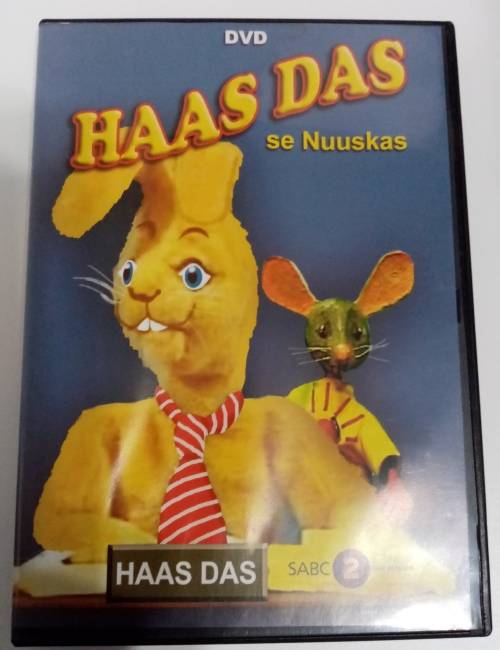 DVD
HAAS DAS
se Nuuskas
HAAS DAS
SABC 2